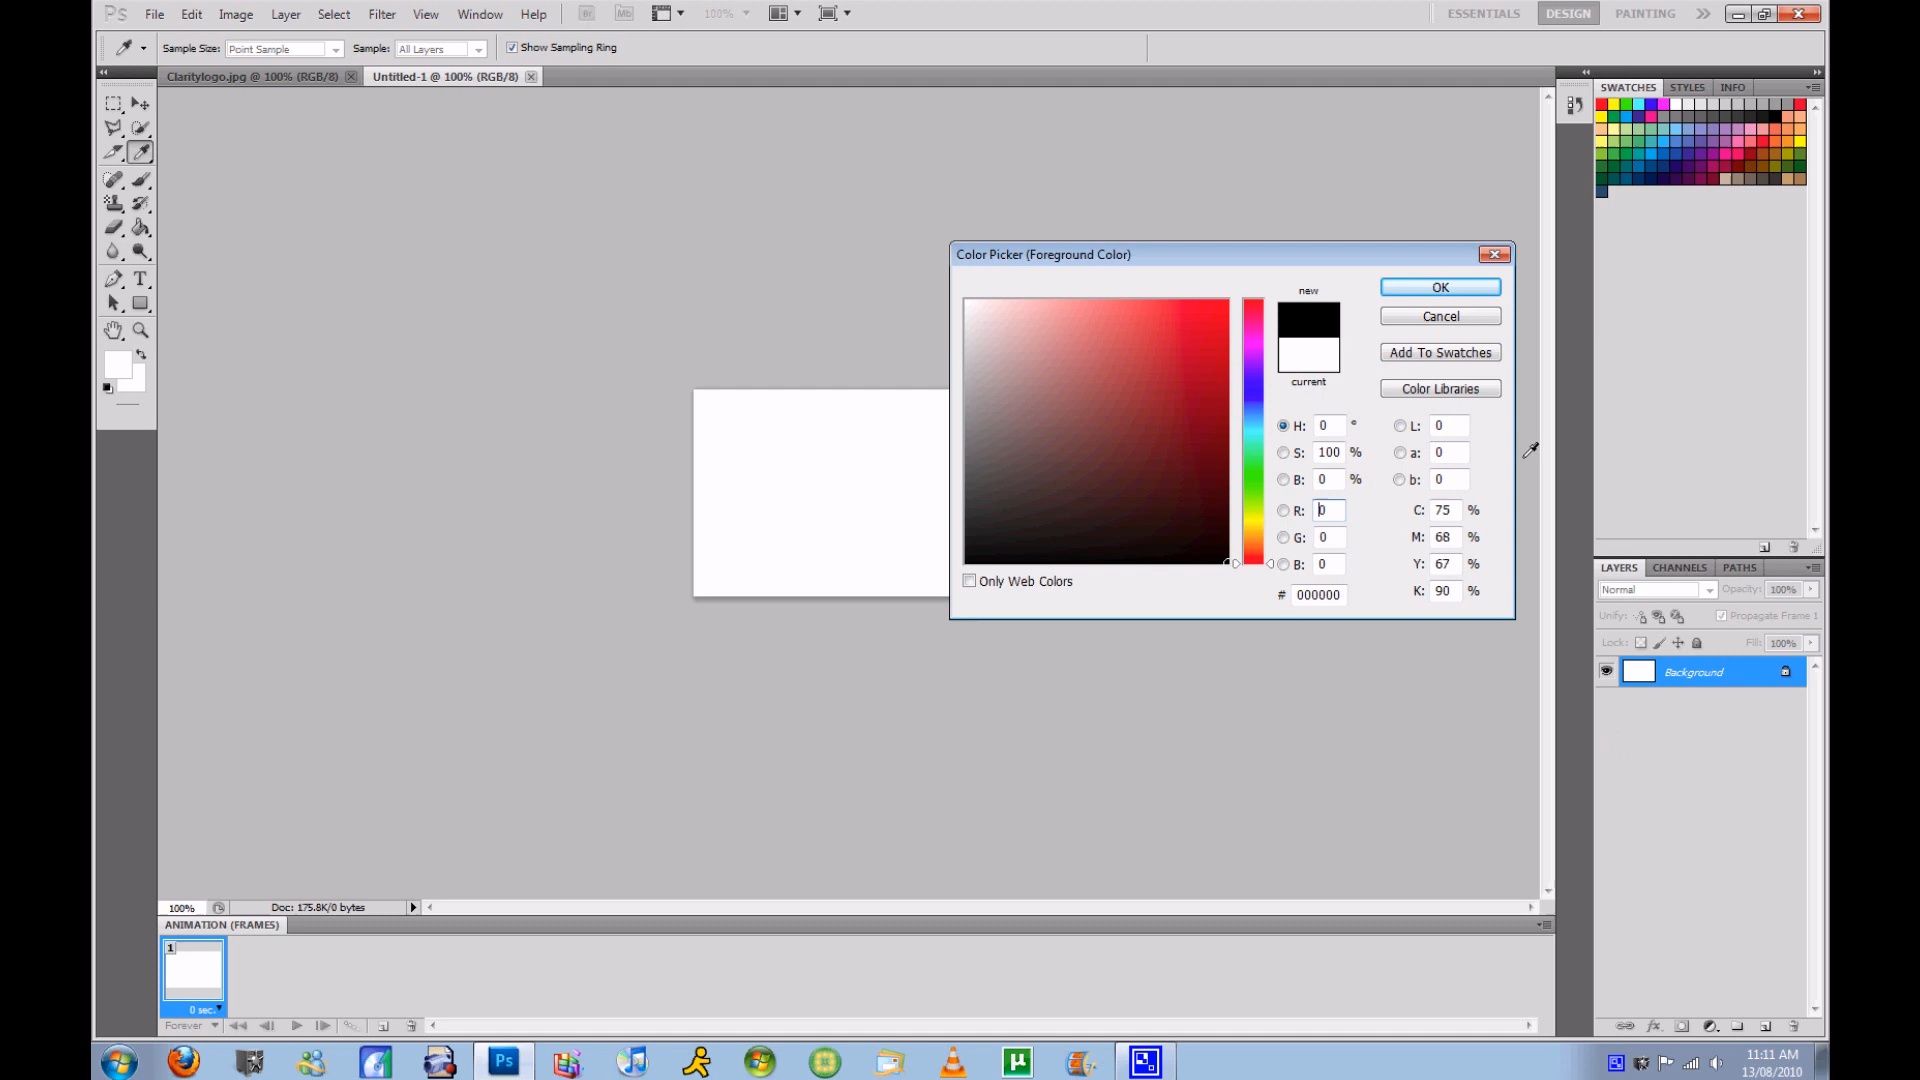 Ps File Edit Image Layer Select Filter View Window Help Br Mb 100% ESSENTIALS DESIGN PAINTING
Sample Size: Point Sample Sample: All Layers Show Sampling Ring
Claritylogo.jpg @ 100% (RGB/8) Untitled-1 @ 100% (RGB/8)
SWATCHES STYLES INFO
T
Color Picker (Foreground Color)
new
current
OK
Cancel
Add To Swatches
Color Libraries
H: 0 °
S: 100 %
B: 0 %
R: 0
G: 0
B: 0
# 000000
L: 0
a: 0
b: 0
C: 75 %
M: 68 %
Y: 67 %
K: 90 %
Only Web Colors
LAYERS CHANNELS PATHS
Normal Opacity: 100%
Unify: Propagate Frame 1
Lock: Fill: 100%
Background
fx.
100% Doc: 175.8K/0 bytes
ANIMATION (FRAMES)
1
0 sec.
Forever
Ps µ
11:11 AM
13/08/2010